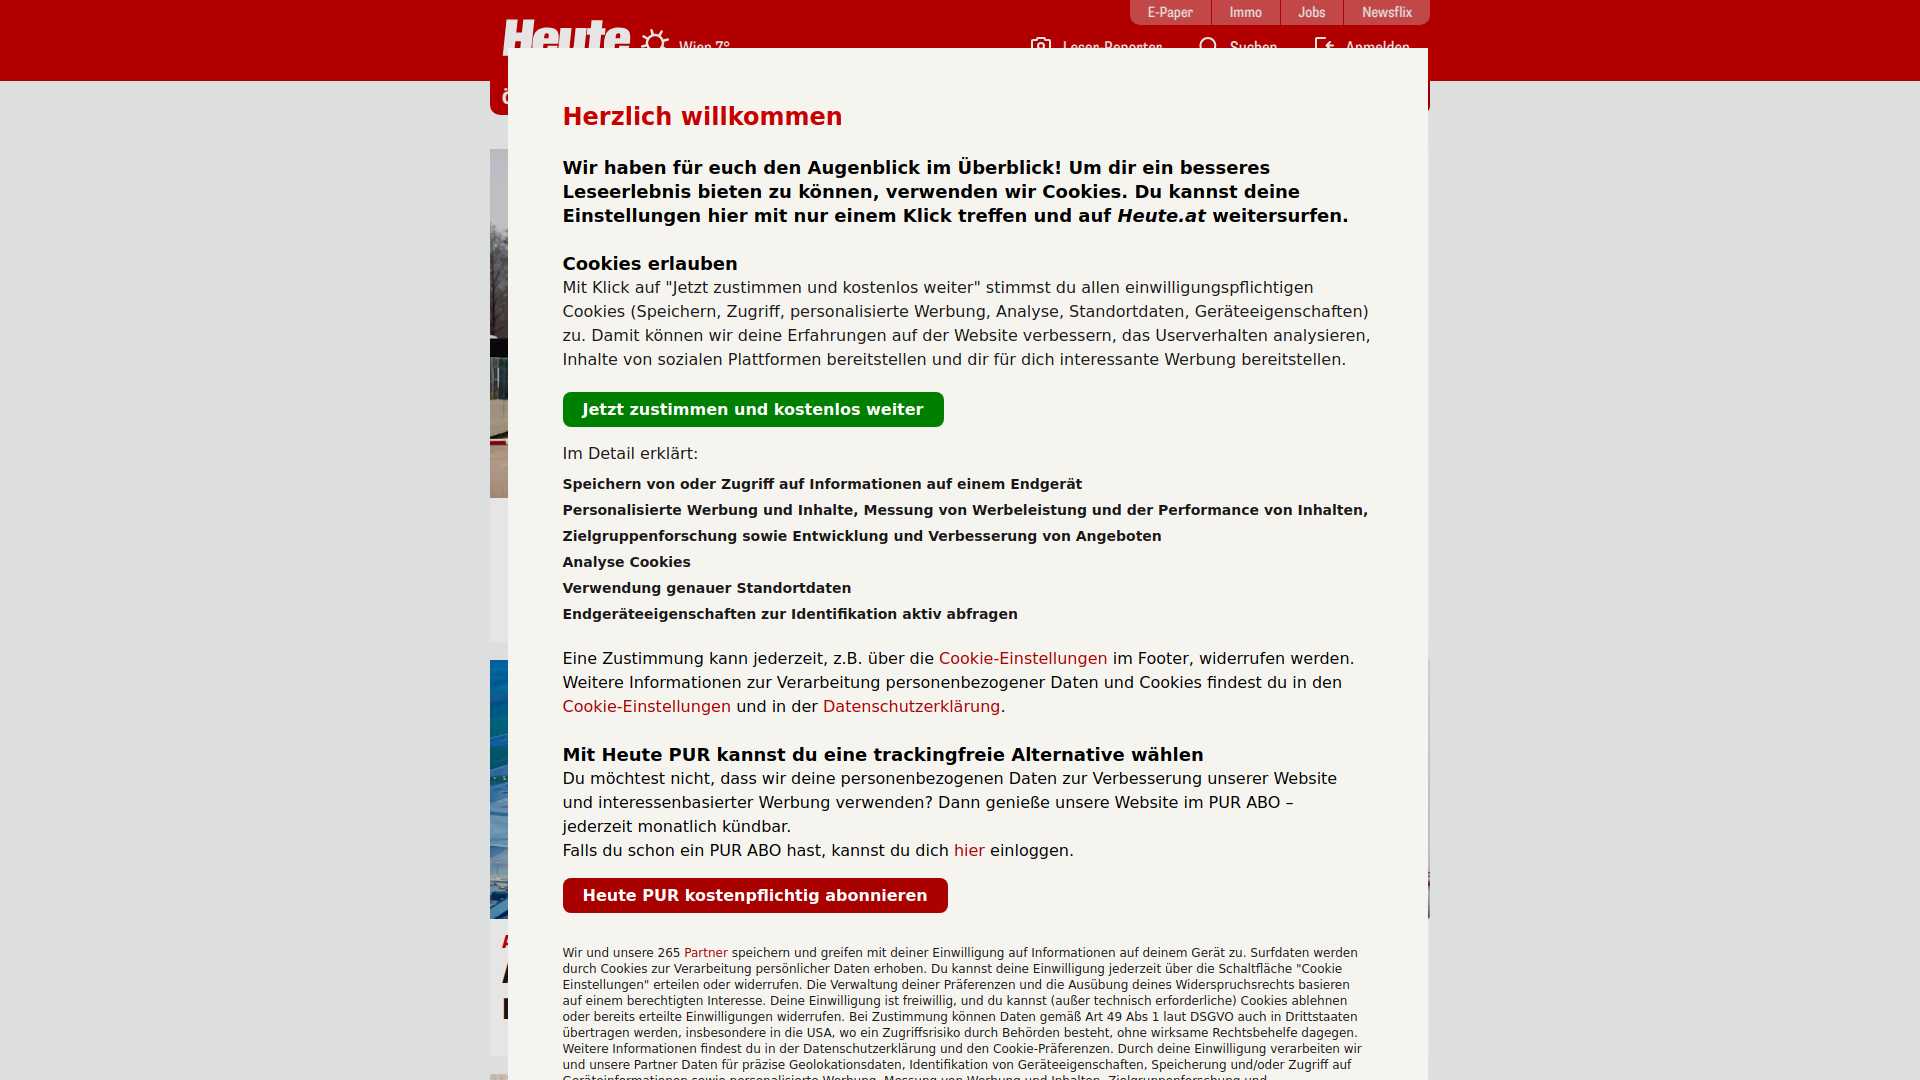 E-Paper Immo Jobs Newsflix
Heute Wien 7° Leser-Reporter Suchen Anmelden
Herzlich willkommen
Wir haben für euch den Augenblick im Überblick! Um dir ein besseres
Leseerlebnis bieten zu können, verwenden wir Cookies. Du kannst deine
Einstellungen hier mit nur einem Klick treffen und auf Heute.at weitersurfen.
Cookies erlauben
Mit Klick auf "Jetzt zustimmen und kostenlos weiter" stimmst du allen einwilligungspflichtigen
Cookies (Speichern, Zugriff, personalisierte Werbung, Analyse, Standortdaten, Geräteeigenschaften)
zu. Damit können wir deine Erfahrungen auf der Website verbessern, das Userverhalten analysieren,
Inhalte von sozialen Plattformen bereitstellen und dir für dich interessante Werbung bereitstellen.
Jetzt zustimmen und kostenlos weiter
Im Detail erklärt:
Speichern von oder Zugriff auf Informationen auf einem Endgerät
Personalisierte Werbung und Inhalte, Messung von Werbeleistung und der Performance von Inhalten,
Zielgruppenforschung sowie Entwicklung und Verbesserung von Angeboten
Analyse Cookies
Verwendung genauer Standortdaten
Endgeräteeigenschaften zur Identifikation aktiv abfragen
Eine Zustimmung kann jederzeit, z.B. über die Cookie-Einstellungen im Footer, widerrufen werden.
Weitere Informationen zur Verarbeitung personenbezogener Daten und Cookies findest du in den
Cookie-Einstellungen und in der Datenschutzerklärung.
Mit Heute PUR kannst du eine trackingfreie Alternative wählen
Du möchtest nicht, dass wir deine personenbezogenen Daten zur Verbesserung unserer Website
und interessenbasierter Werbung verwenden? Dann genieße unsere Website im PUR ABO –
jederzeit monatlich kündbar.
Falls du schon ein PUR ABO hast, kannst du dich hier einloggen.
Heute PUR kostenpflichtig abonnieren
Wir und unsere 265 Partner speichern und greifen mit deiner Einwilligung auf Informationen auf deinem Gerät zu. Surfdaten werden
durch Cookies zur Verarbeitung persönlicher Daten erhoben. Du kannst deine Einwilligung jederzeit über die Schaltfläche "Cookie
Einstellungen" erteilen oder widerrufen. Die Verwaltung deiner Präferenzen und die Ausübung deines Widerspruchsrechts basieren
auf einem berechtigten Interesse. Deine Einwilligung ist freiwillig, und du kannst (außer technisch erforderliche) Cookies ablehnen
oder bereits erteilte Einwilligungen widerrufen. Bei Zustimmung können Daten gemäß Art 49 Abs 1 laut DSGVO auch in Drittstaaten
übertragen werden, insbesondere in die USA, wo ein Zugriffsrisiko durch Behörden besteht, ohne wirksame Rechtsbehelfe dagegen.
Weitere Informationen findest du in der Datenschutzerklärung und den Cookie-Präferenzen. Durch deine Einwilligung verarbeiten wir
und unsere Partner Daten für präzise Geolokationsdaten, Identifikation von Geräteeigenschaften, Speicherung und/oder Zugriff auf
Geräteinformationen sowie personalisierte Werbung, Messung von Werbung und Inhalten, Zielgruppenforschung und